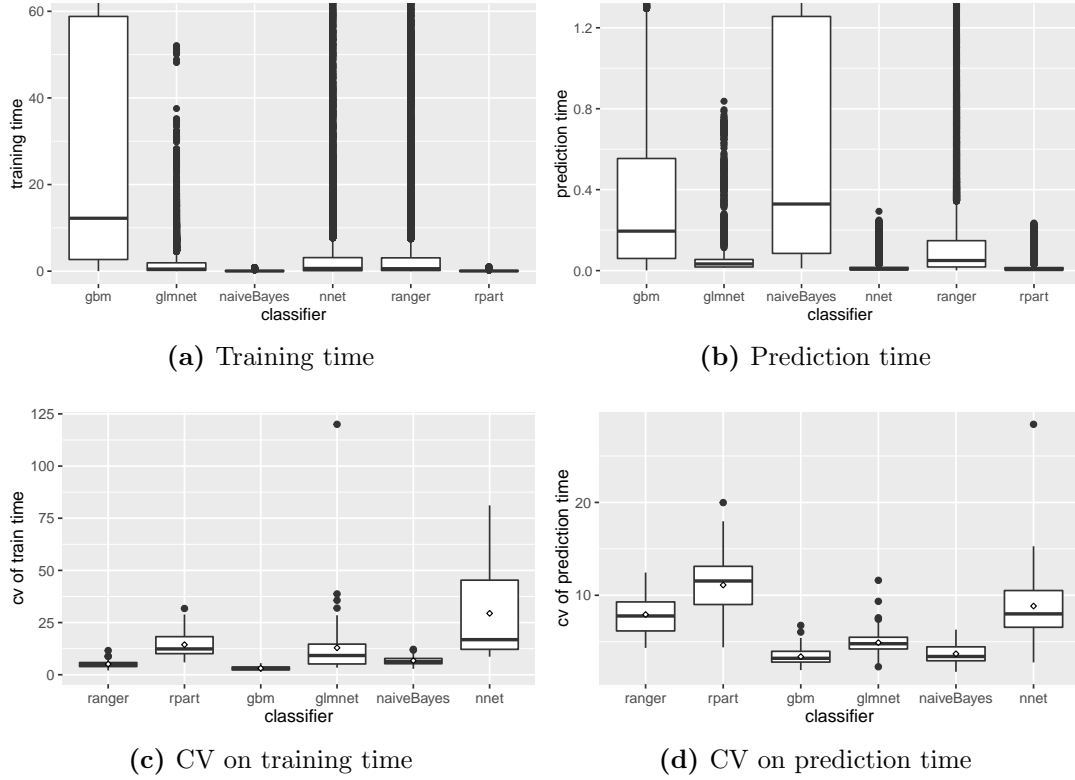 60
40
20
0
training time
gbm glmnet naiveBayes nnet ranger rpart
classifier
(a) Training time
1.2
0.8
0.4
0.0
prediction time
gbm glmnet naiveBayes nnet ranger rpart
classifier
(b) Prediction time
125
100
75
50
25
0
cv of train time
ranger rpart gbm glmnet naiveBayes nnet
classifier
(c) CV on training time
20
10
cv of prediction time
ranger rpart gbm glmnet naiveBayes nnet
classifier
(d) CV on prediction time